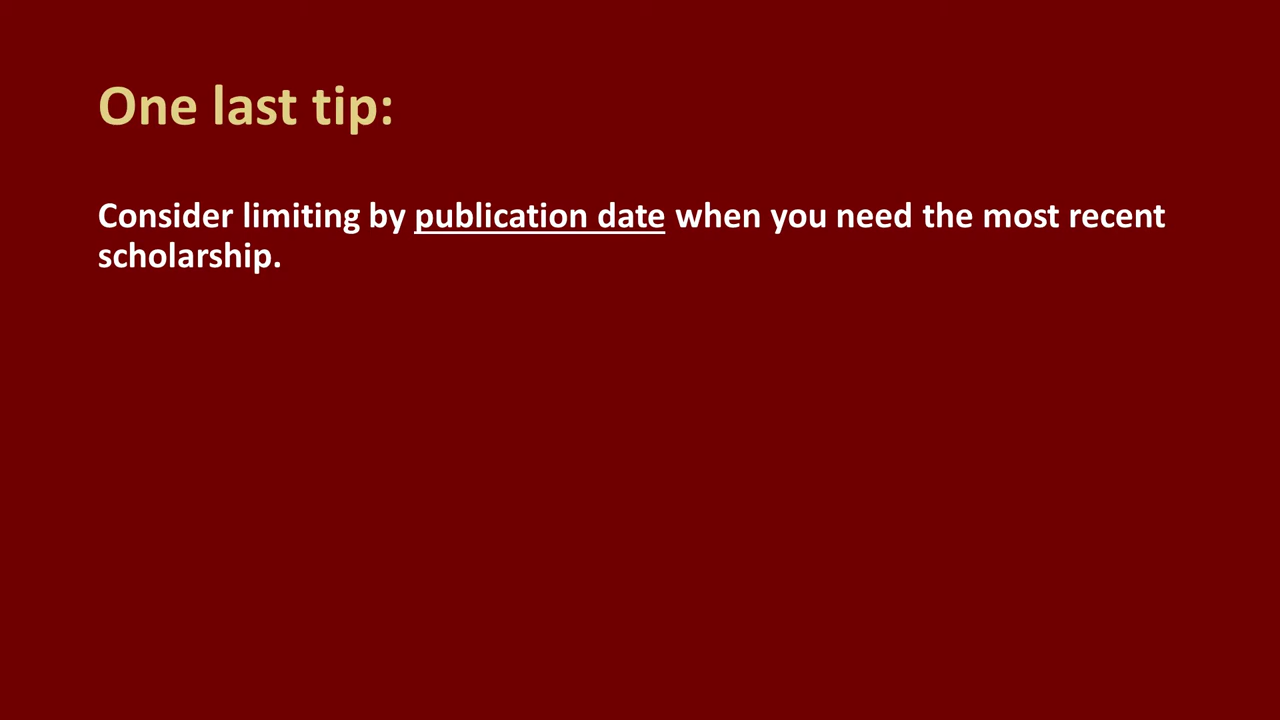 One last tip:
Consider limiting by publication date when you need the most recent
scholarship.